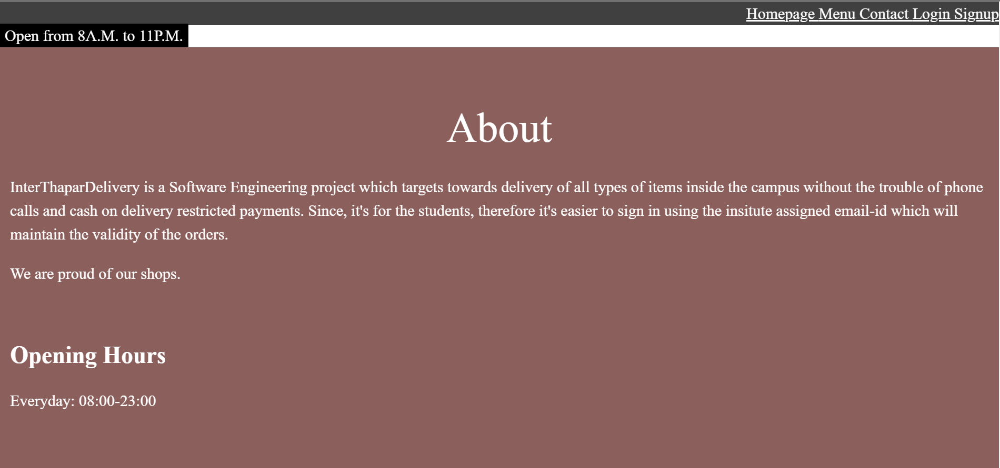 Homepage Menu Contact Login Signup
Open from 8A.M. to 11P.M.
About
InterThaparDelivery is a Software Engineering project which targets towards delivery of all types of items inside the campus without the trouble of phone
calls and cash on delivery restricted payments. Since, it's for the students, therefore it's easier to sign in using the insitute assigned email-id which will
maintain the validity of the orders.
We are proud of our shops.
Opening Hours
Everyday: 08:00-23:00